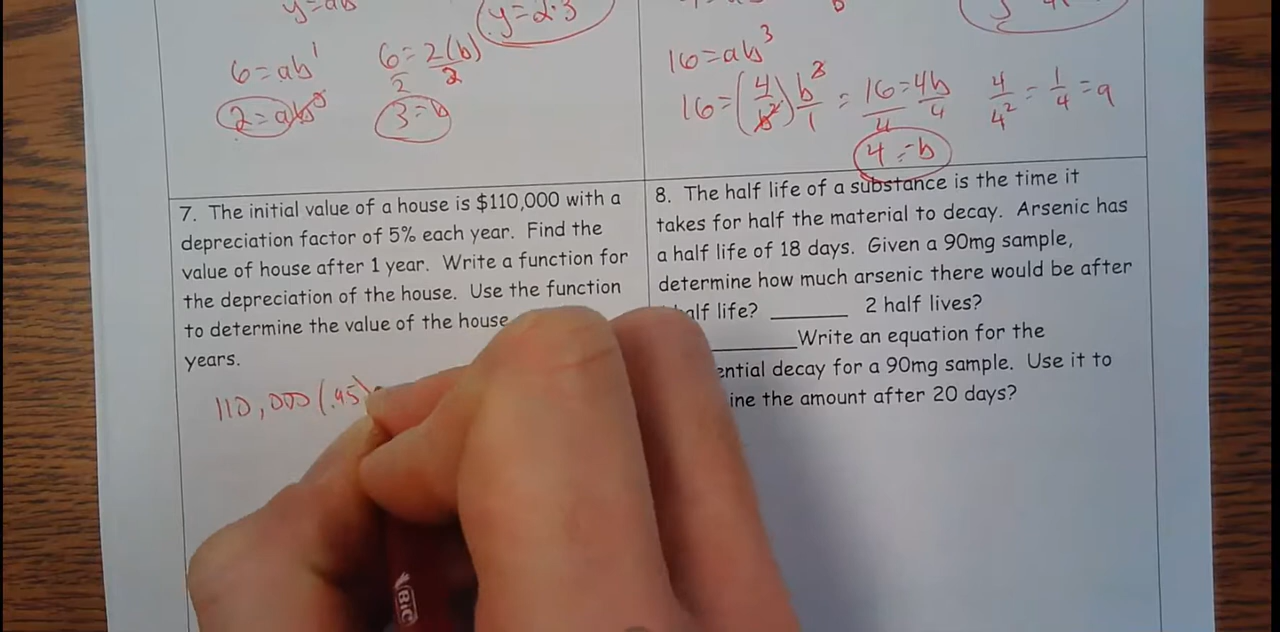 y=ab
y=2·3
6=ab¹
6/2=2(b)/2
2=ab⁰
3=b
16=ab³
16=(4/b²)b³/1 = 16/4=4b/4 4/4²=1/4=a
4=b
7. The initial value of a house is $110,000 with a
depreciation factor of 5% each year. Find the
value of house after 1 year. Write a function for
the depreciation of the house. Use the function
to determine the value of the house
years.
110,000(.95)
8. The half life of a substance is the time it
takes for half the material to decay. Arsenic has
a half life of 18 days. Given a 90mg sample,
determine how much arsenic there would be after
half life? ______ 2 half lives?
______Write an equation for the
ential decay for a 90mg sample. Use it to
ine the amount after 20 days?
BIC